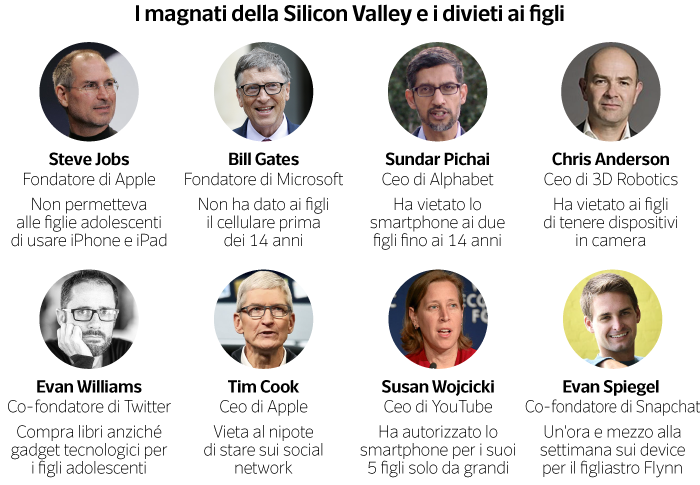 I magnati della Silicon Valley e i divieti ai figli
Steve Jobs
Fondatore di Apple
Non permetteva
alle figlie adolescenti
di usare iPhone e iPad
Bill Gates
Fondatore di Microsoft
Non ha dato ai figli
il cellulare prima
dei 14 anni
Sundar Pichai
Ceo di Alphabet
Ha vietato lo
smartphone ai due
figli fino ai 14 anni
Chris Anderson
Ceo di 3D Robotics
Ha vietato ai figli
di tenere dispositivi
in camera
Evan Williams
Co-fondatore di Twitter
Compra libri anziché
gadget tecnologici per
i figli adolescenti
Tim Cook
Ceo di Apple
Vieta al nipote
di stare sui social
network
Susan Wojcicki
Ceo di YouTube
Ha autorizzato lo
smartphone per i suoi
5 figli solo da grandi
Evan Spiegel
Co-fondatore di Snapchat
Un'ora e mezzo alla
settimana sui device
per il figliastro Flynn